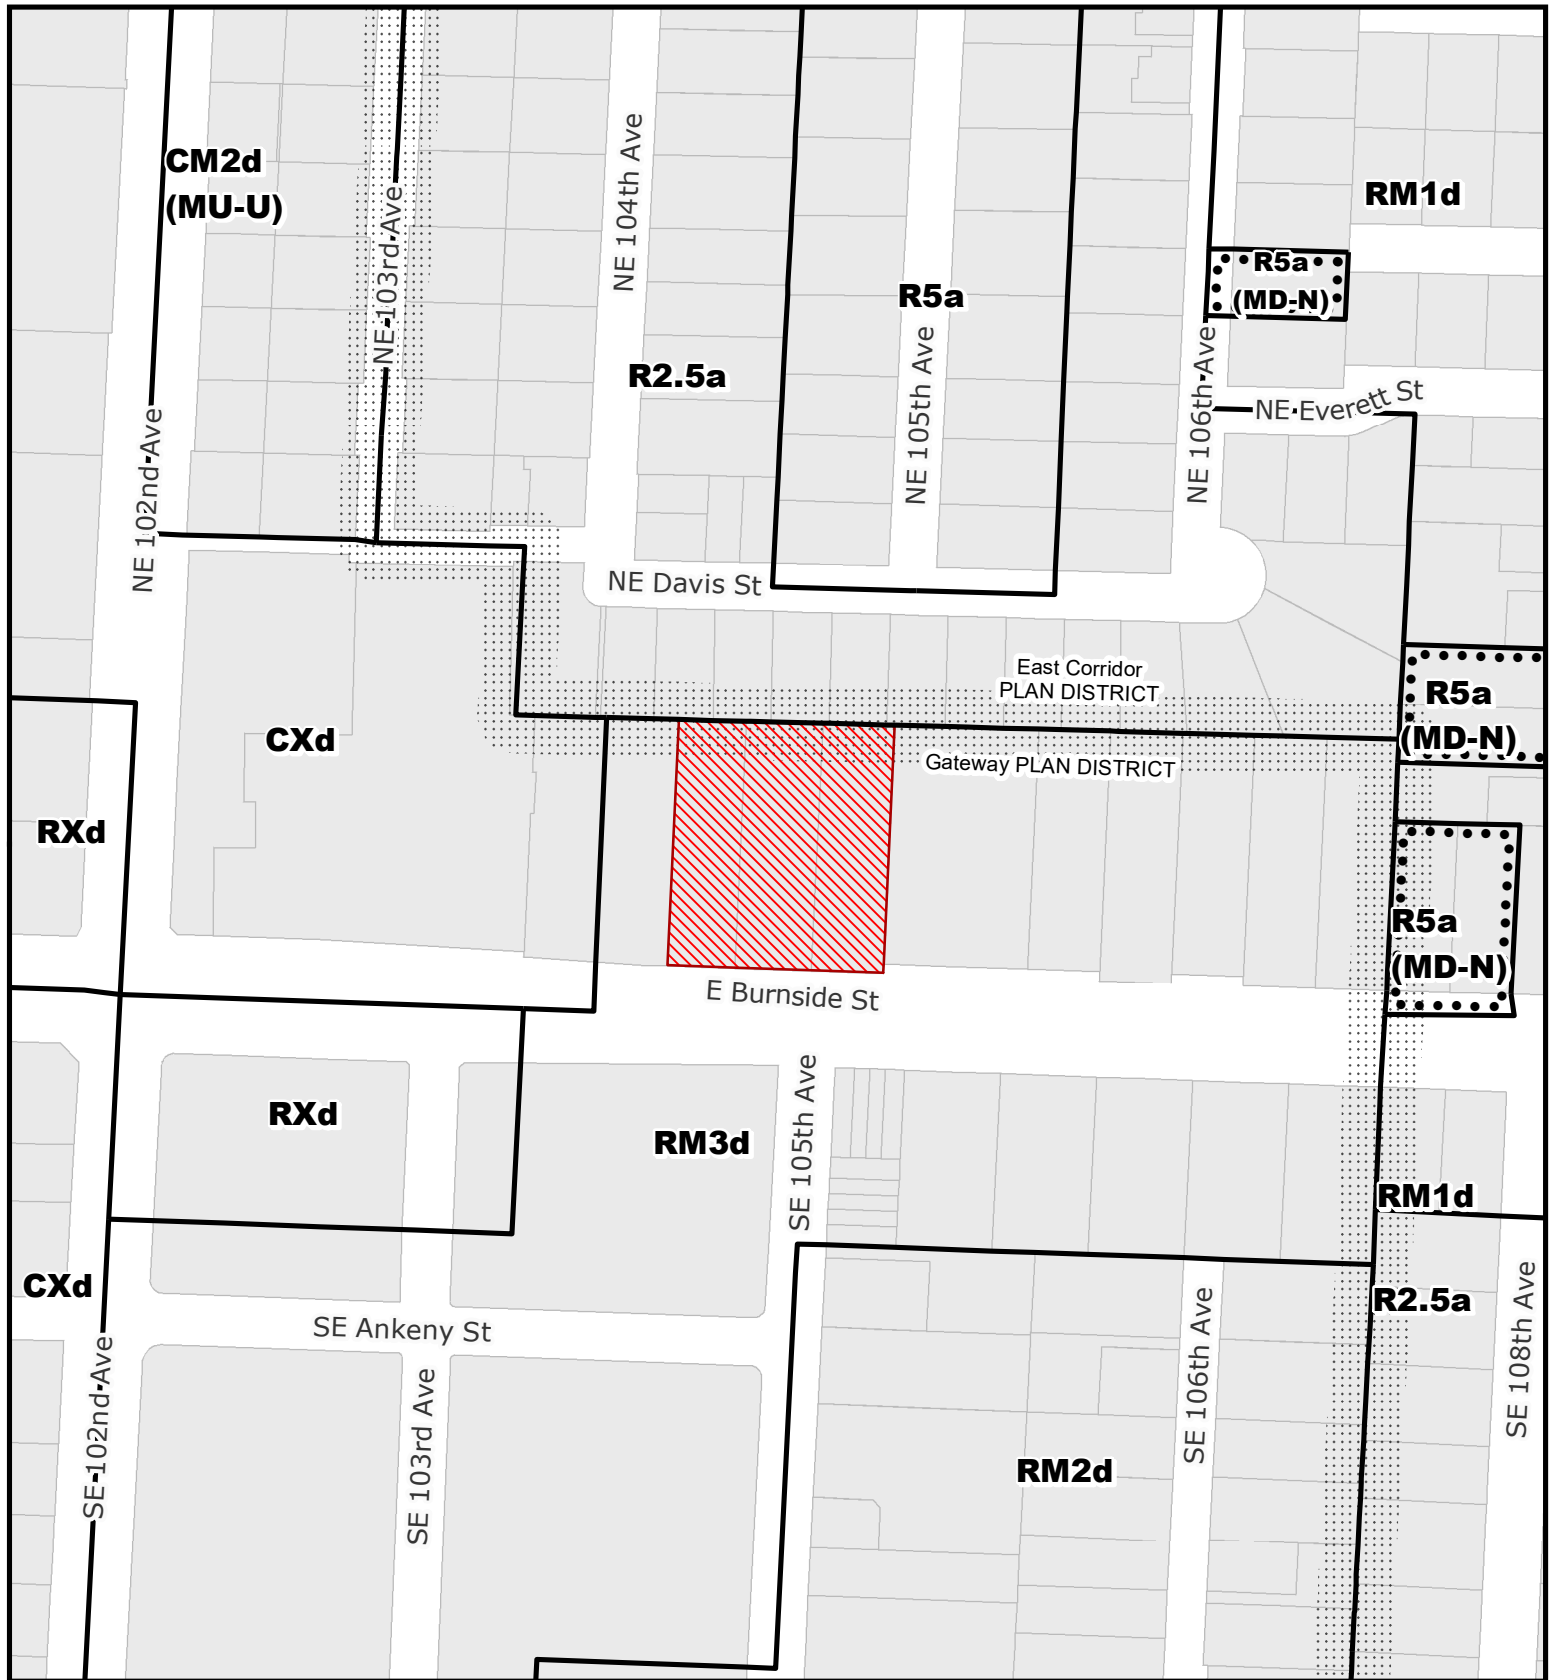 CM2d
(MU-U)
NE 102nd Ave
NE 103rd Ave
NE 104th Ave
R2.5a
R5a
NE 105th Ave
NE 106th Ave
RM1d
R5a
(MD-N)
NE Everett St
NE Davis St
East Corridor
PLAN DISTRICT
Gateway PLAN DISTRICT
R5a
(MD-N)
CXd
RXd
R5a
(MD-N)
E Burnside St
RXd
RM3d
SE 105th Ave
RM1d
CXd
R2.5a
SE Ankeny St
SE 102nd Ave
SE 103rd Ave
SE 106th Ave
SE 108th Ave
RM2d